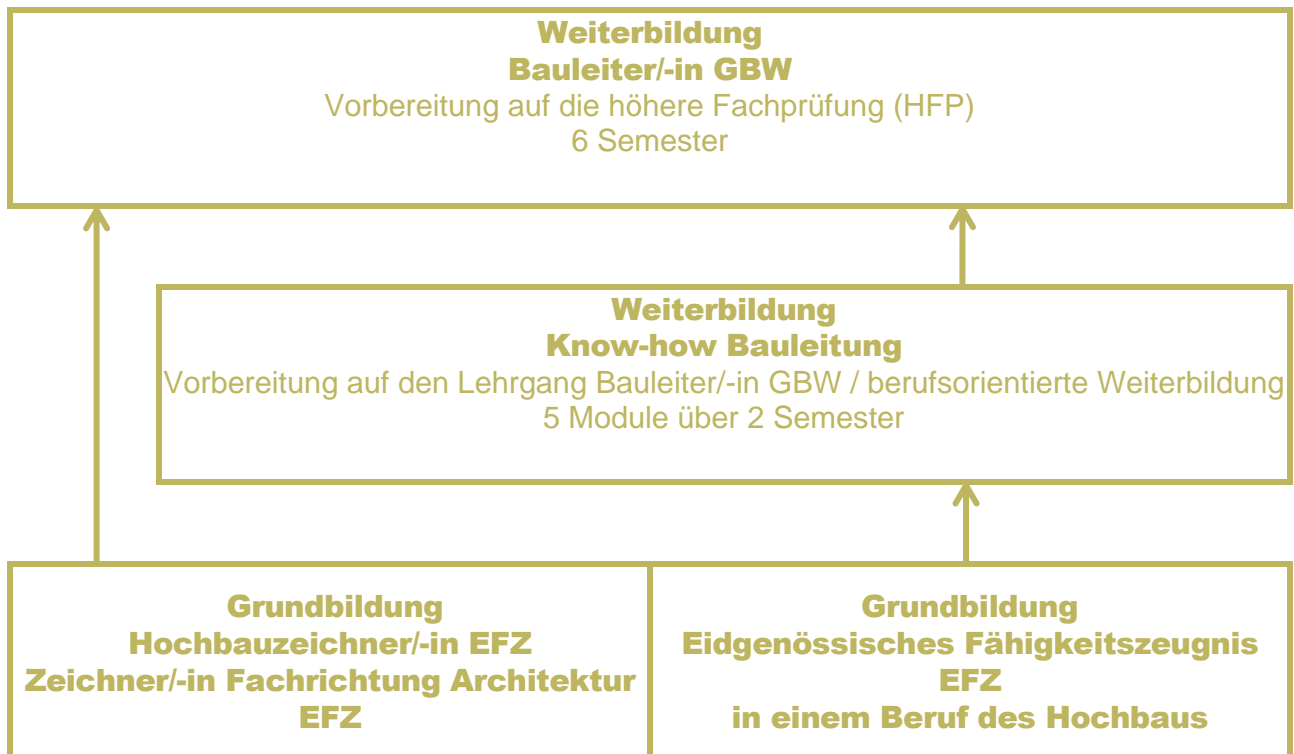 Weiterbildung
Bauleiter/-in GBW
Vorbereitung auf die höhere Fachprüfung (HFP)
6 Semester
Weiterbildung
Know-how Bauleitung
Vorbereitung auf den Lehrgang Bauleiter/-in GBW / berufsorientierte Weiterbildung
5 Module über 2 Semester
Grundbildung
Hochbauzeichner/-in EFZ
Zeichner/-in Fachrichtung Architektur
EFZ
Grundbildung
Eidgenössisches Fähigkeitszeugnis
EFZ
in einem Beruf des Hochbaus